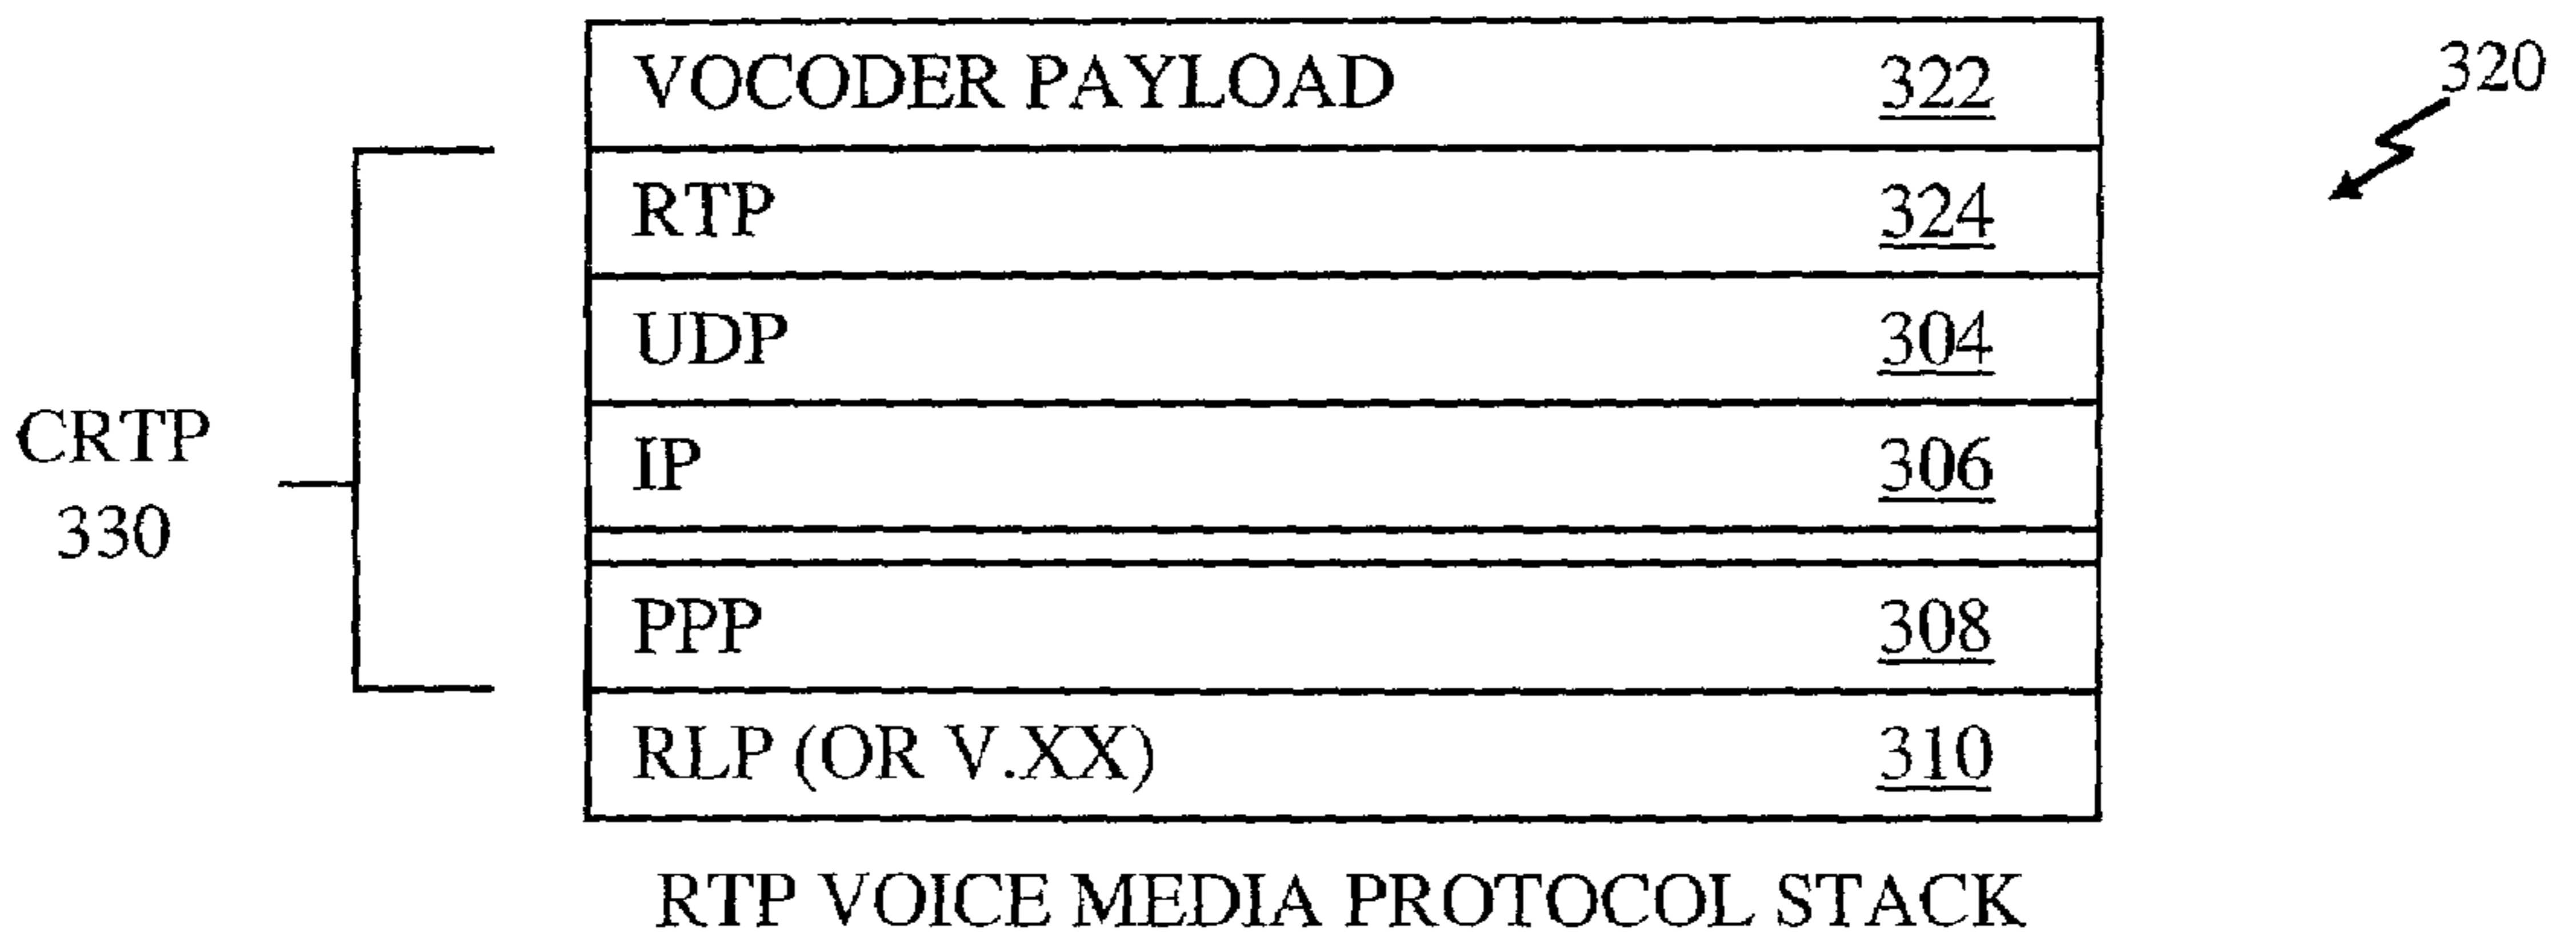 VOCODER PAYLOAD 322
320
RTP 324
UDP 304
IP 306
CRTP
330
PPP 308
RLP (OR V.XX) 310
RTP VOICE MEDIA PROTOCOL STACK